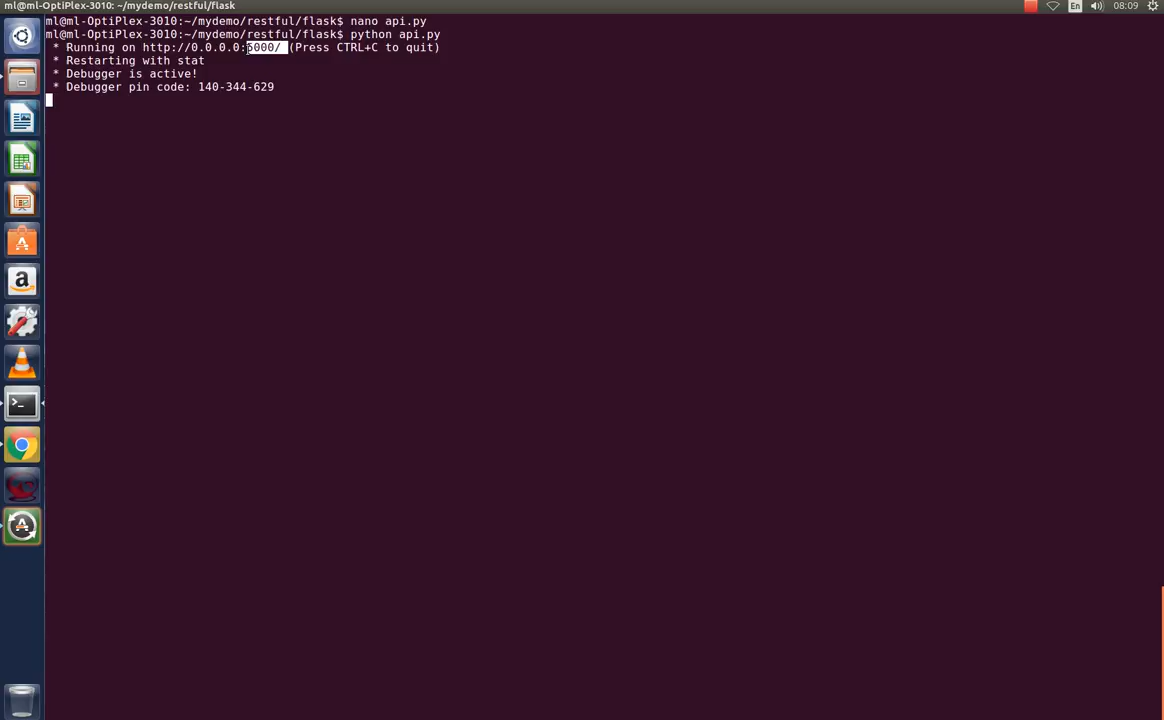 ml@ml-OptiPlex-3010: ~/mydemo/restful/flask En 08:09
ml@ml-OptiPlex-3010:~/mydemo/restful/flask$ nano api.py
ml@ml-OptiPlex-3010:~/mydemo/restful/flask$ python api.py
* Running on http://0.0.0.0:5000/ (Press CTRL+C to quit)
* Restarting with stat
* Debugger is active!
* Debugger pin code: 140-344-629